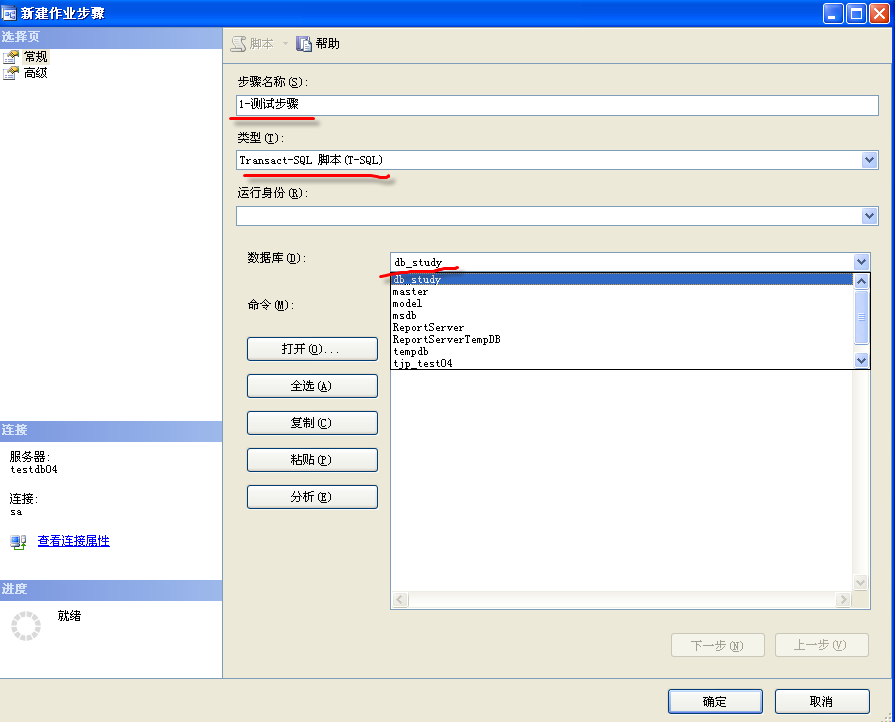 新建作业步骤
选择页
常规
高级
脚本
帮助
步骤名称(S):
1-测试步骤
类型(T):
Transact-SQL 脚本(T-SQL)
运行身份(R):
数据库(D):
db_study
db_study
master
model
msdb
ReportServer
ReportServerTempDB
tempdb
tjp_test04
命令(M):
打开(O)...
全选(A)
复制(C)
粘贴(P)
分析(E)
连接
服务器:
testdb04
连接:
sa
查看连接属性
进度
就绪
下一步(N)
上一步(V)
确定
取消